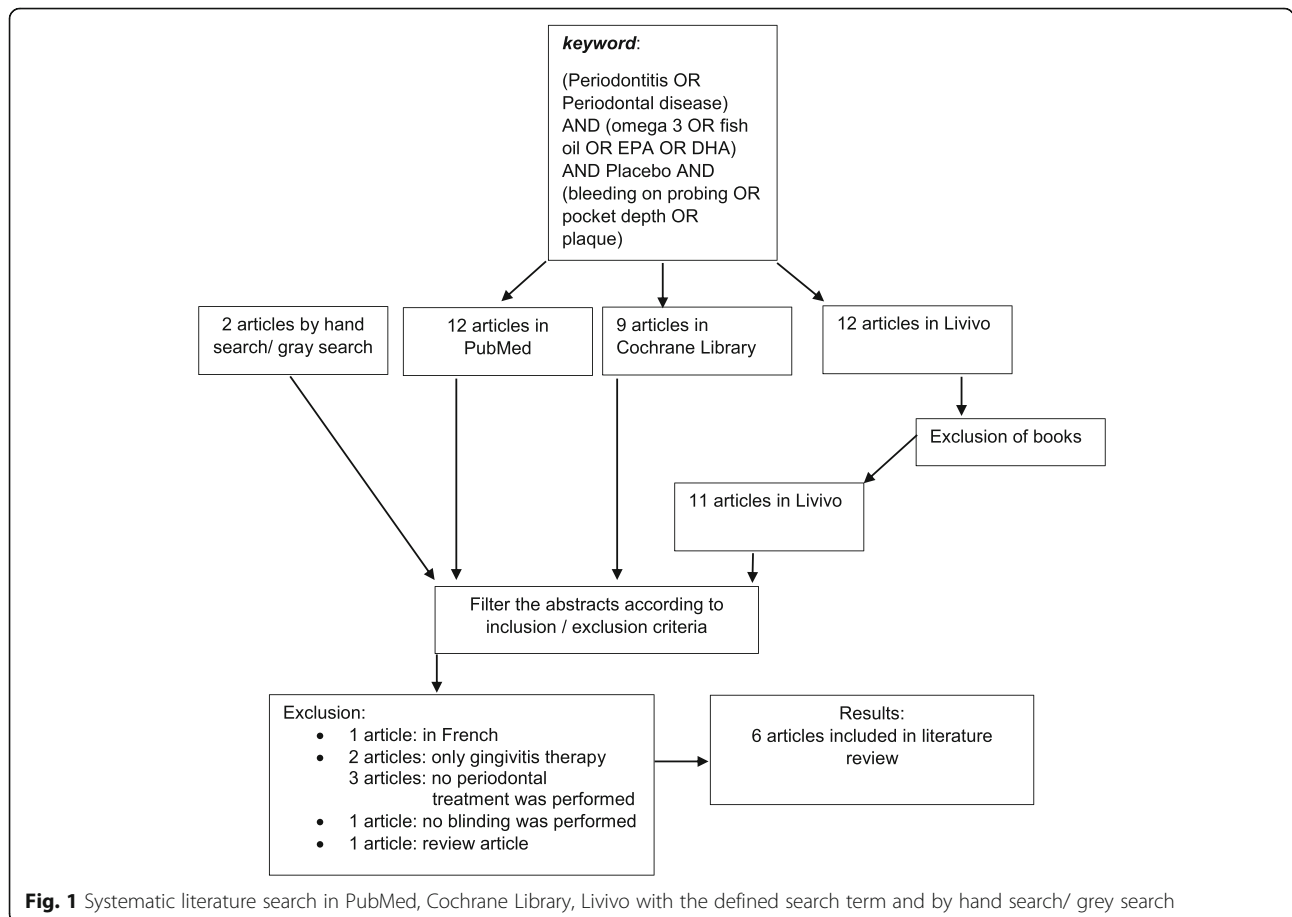 keyword:
(Periodontitis OR
Periodontal disease)
AND (omega 3 OR fish
oil OR EPA OR DHA)
AND Placebo AND
(bleeding on probing OR
pocket depth OR
plaque)
2 articles by hand
search/ gray search
12 articles in
PubMed
9 articles in
Cochrane Library
12 articles in Livivo
Exclusion of books
11 articles in Livivo
Filter the abstracts according to
inclusion / exclusion criteria
Exclusion:
• 1 article: in French
• 2 articles: only gingivitis therapy
3 articles: no periodontal
treatment was performed
• 1 article: no blinding was performed
• 1 article: review article
Results:
6 articles included in literature
review
Fig. 1 Systematic literature search in PubMed, Cochrane Library, Livivo with the defined search term and by hand search/ grey search